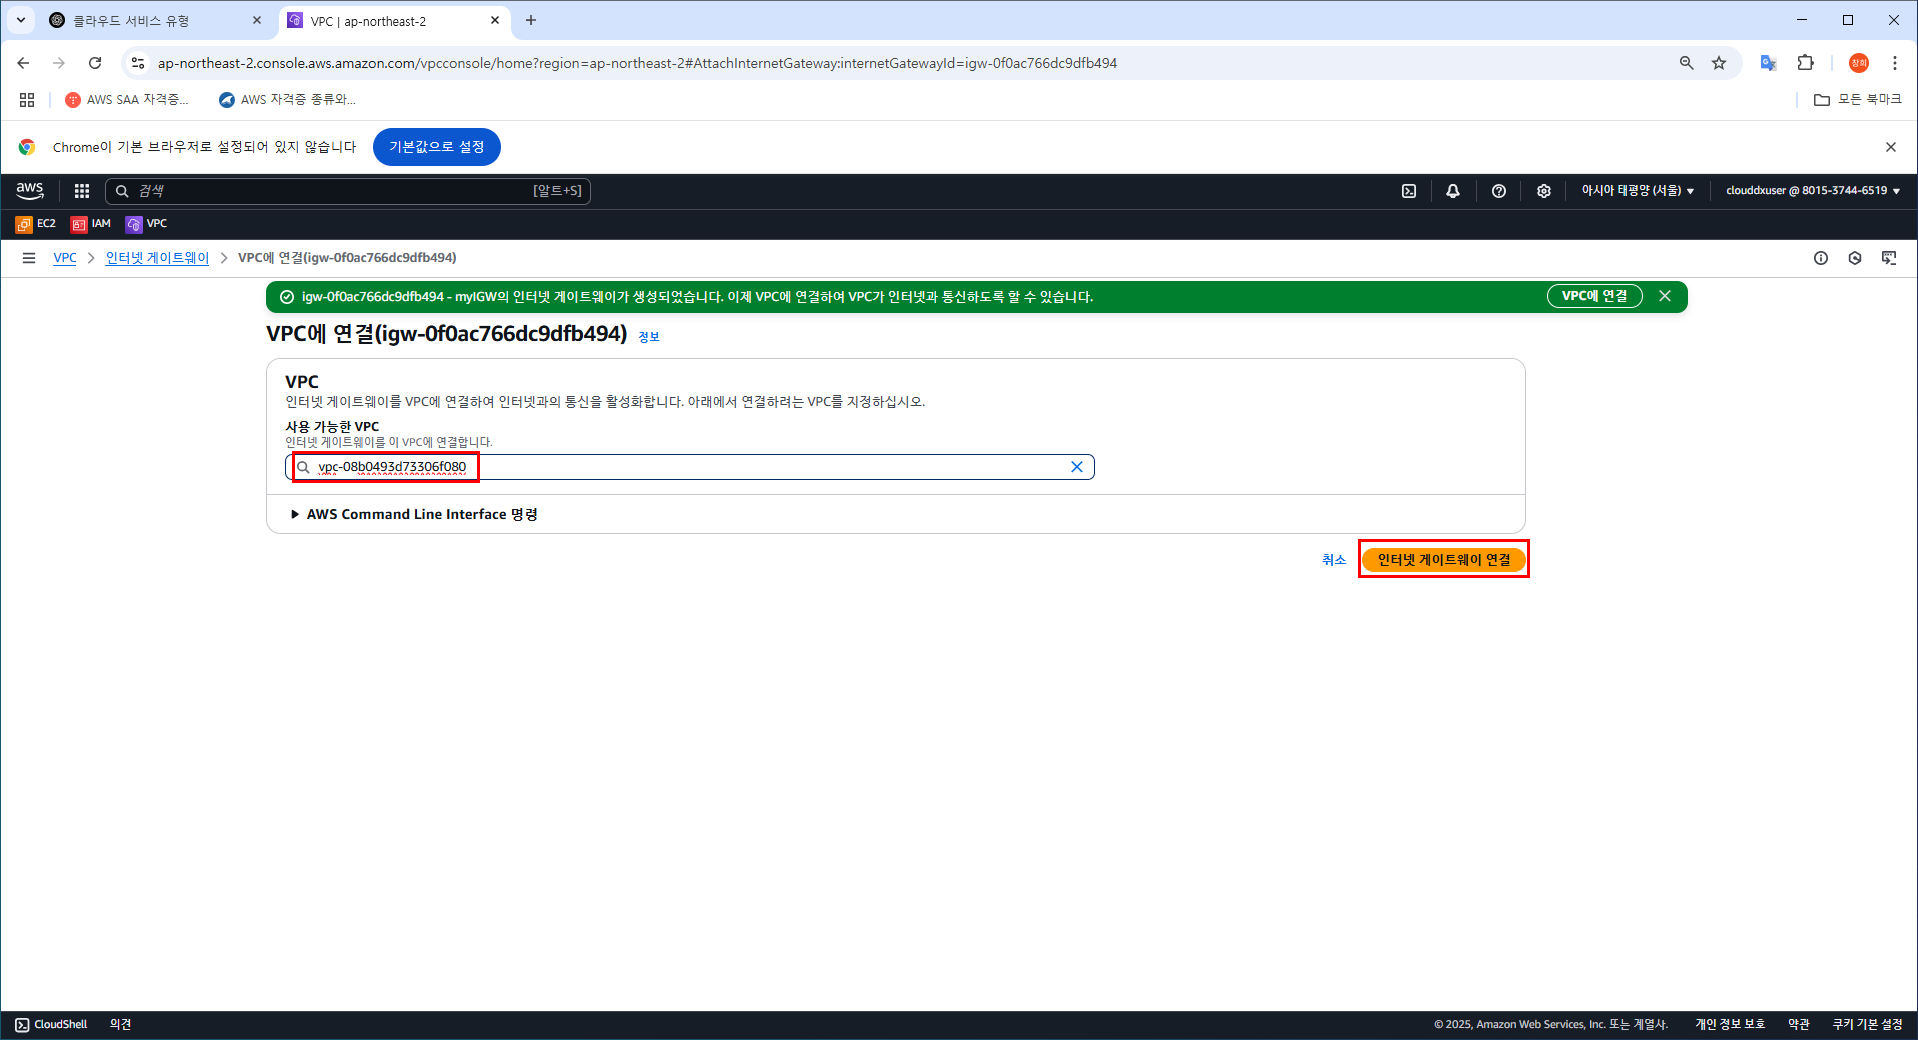 클라우드 서비스 유형
VPC | ap-northeast-2
ap-northeast-2.console.aws.amazon.com/vpcconsole/home?region=ap-northeast-2#AttachInternetGateway:internetGatewayId=igw-0f0ac766dc9dfb494
창희
AWS SAA 자격증...
AWS 자격증 종류와...
모든 북마크
Chrome이 기본 브라우저로 설정되어 있지 않습니다
기본값으로 설정
aws
검색
[알트+S]
아시아 태평양 (서울)
clouddxuser @ 8015-3744-6519
EC2
IAM
VPC
VPC
인터넷 게이트웨이
VPC에 연결(igw-0f0ac766dc9dfb494)
igw-0f0ac766dc9dfb494 - myIGW의 인터넷 게이트웨이가 생성되었습니다. 이제 VPC에 연결하여 VPC가 인터넷과 통신하도록 할 수 있습니다.
VPC에 연결
VPC에 연결(igw-0f0ac766dc9dfb494)
정보
VPC
인터넷 게이트웨이를 VPC에 연결하여 인터넷과의 통신을 활성화합니다. 아래에서 연결하려는 VPC를 지정하십시오.
사용 가능한 VPC
인터넷 게이트웨이를 이 VPC에 연결합니다.
vpc-08b0493d73306f080
AWS Command Line Interface 명령
취소
인터넷 게이트웨이 연결
CloudShell
의견
© 2025, Amazon Web Services, Inc. 또는 계열사.
개인 정보 보호
약관
쿠키 기본 설정